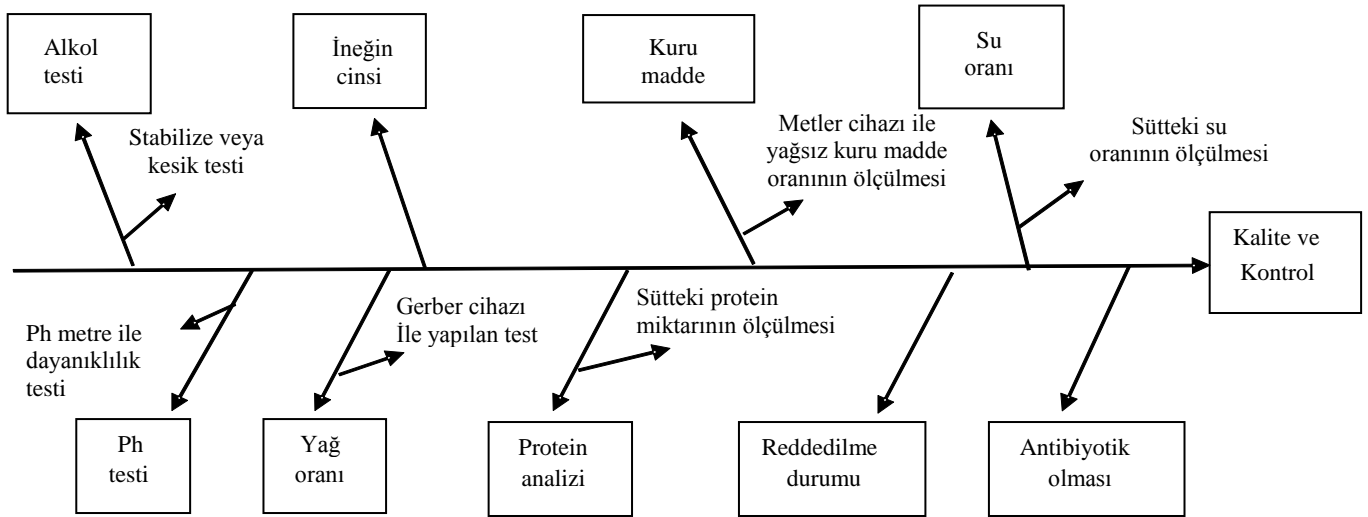 Alkol
testi
İneğin
cinsi
Kuru
madde
Su
oranı
Stabilize veya
kesik testi
Metler cihazı ile
yağsız kuru madde
oranının ölçülmesi
Sütteki su
oranının ölçülmesi
Kalite ve
Kontrol
Ph metre ile
dayanıklılık
testi
Gerber cihazı
İle yapılan test
Sütteki protein
miktarının ölçülmesi
Ph
testi
Yağ
oranı
Protein
analizi
Reddedilme
durumu
Antibiyotik
olması